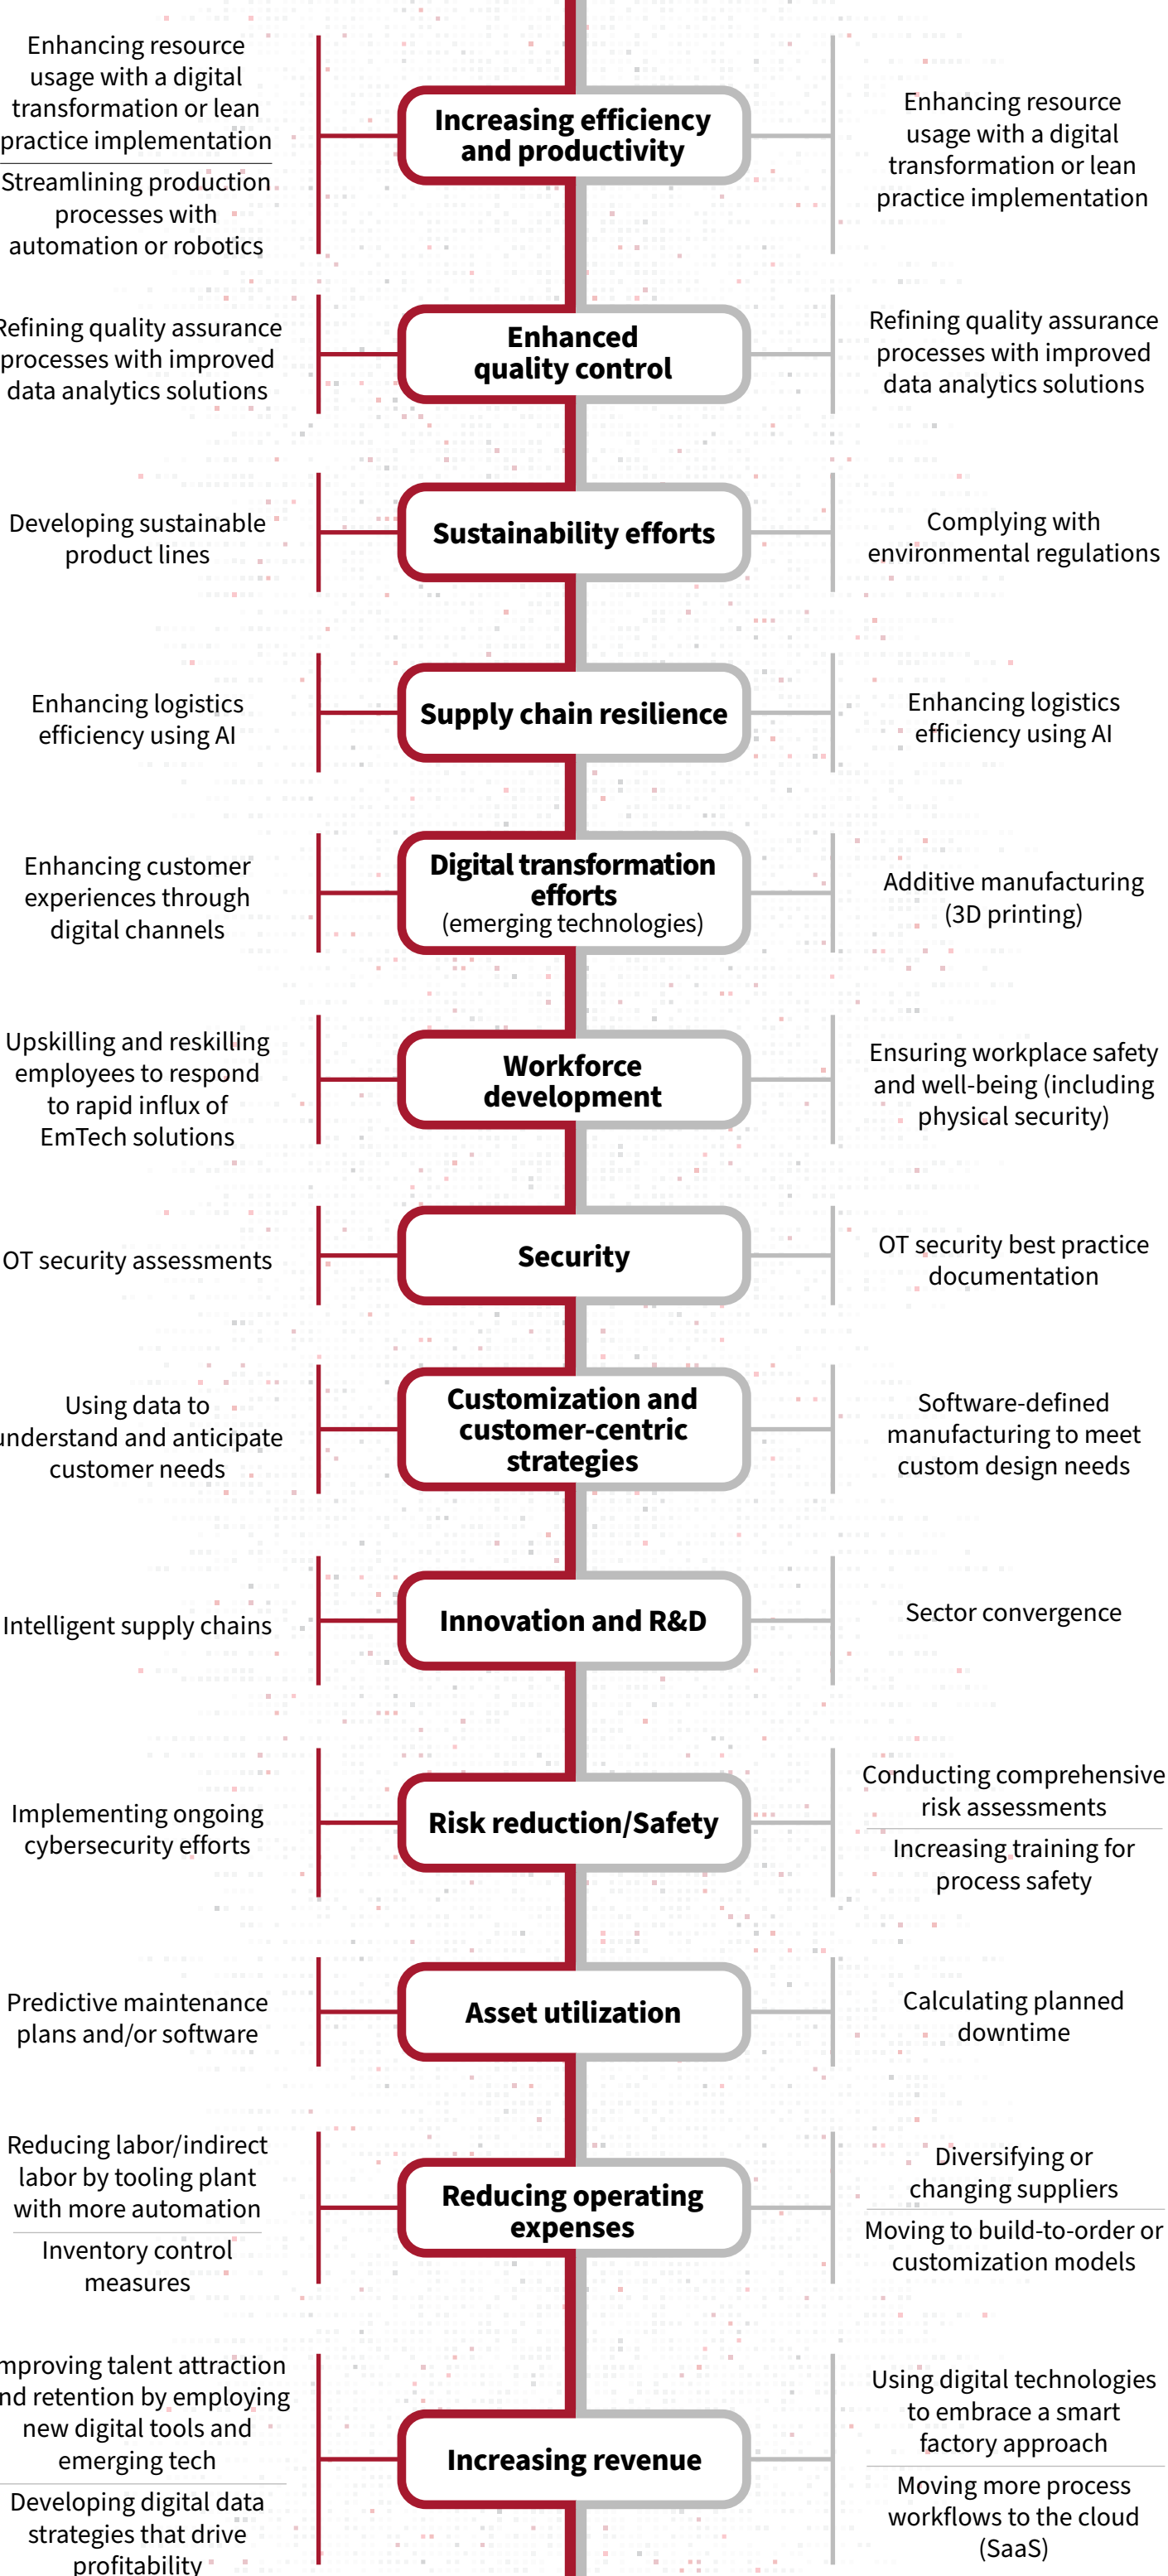 Enhancing resource
usage with a digital
transformation or lean
practice implementation
Streamlining production
processes with
automation or robotics
Increasing efficiency
and productivity
Enhancing resource
usage with a digital
transformation or lean
practice implementation
Refining quality assurance
processes with improved
data analytics solutions
Enhanced
quality control
Refining quality assurance
processes with improved
data analytics solutions
Developing sustainable
product lines
Sustainability efforts
Complying with
environmental regulations
Enhancing logistics
efficiency using AI
Supply chain resilience
Enhancing logistics
efficiency using AI
Enhancing customer
experiences through
digital channels
Digital transformation
efforts
(emerging technologies)
Additive manufacturing
(3D printing)
Upskilling and reskilling
employees to respond
to rapid influx of
EmTech solutions
Workforce
development
Ensuring workplace safety
and well-being (including
physical security)
OT security assessments
Security
OT security best practice
documentation
Using data to
understand and anticipate
customer needs
Customization and
customer-centric
strategies
Software-defined
manufacturing to meet
custom design needs
Intelligent supply chains
Innovation and R&D
Sector convergence
Implementing ongoing
cybersecurity efforts
Risk reduction/Safety
Conducting comprehensive
risk assessments
Increasing training for
process safety
Predictive maintenance
plans and/or software
Asset utilization
Calculating planned
downtime
Reducing labor/indirect
labor by tooling plant
with more automation
Inventory control
measures
Reducing operating
expenses
Diversifying or
changing suppliers
Moving to build-to-order or
customization models
mproving talent attraction
nd retention by employing
new digital tools and
emerging tech
Developing digital data
strategies that drive
profitability
Increasing revenue
Using digital technologies
to embrace a smart
factory approach
Moving more process
workflows to the cloud
(SaaS)